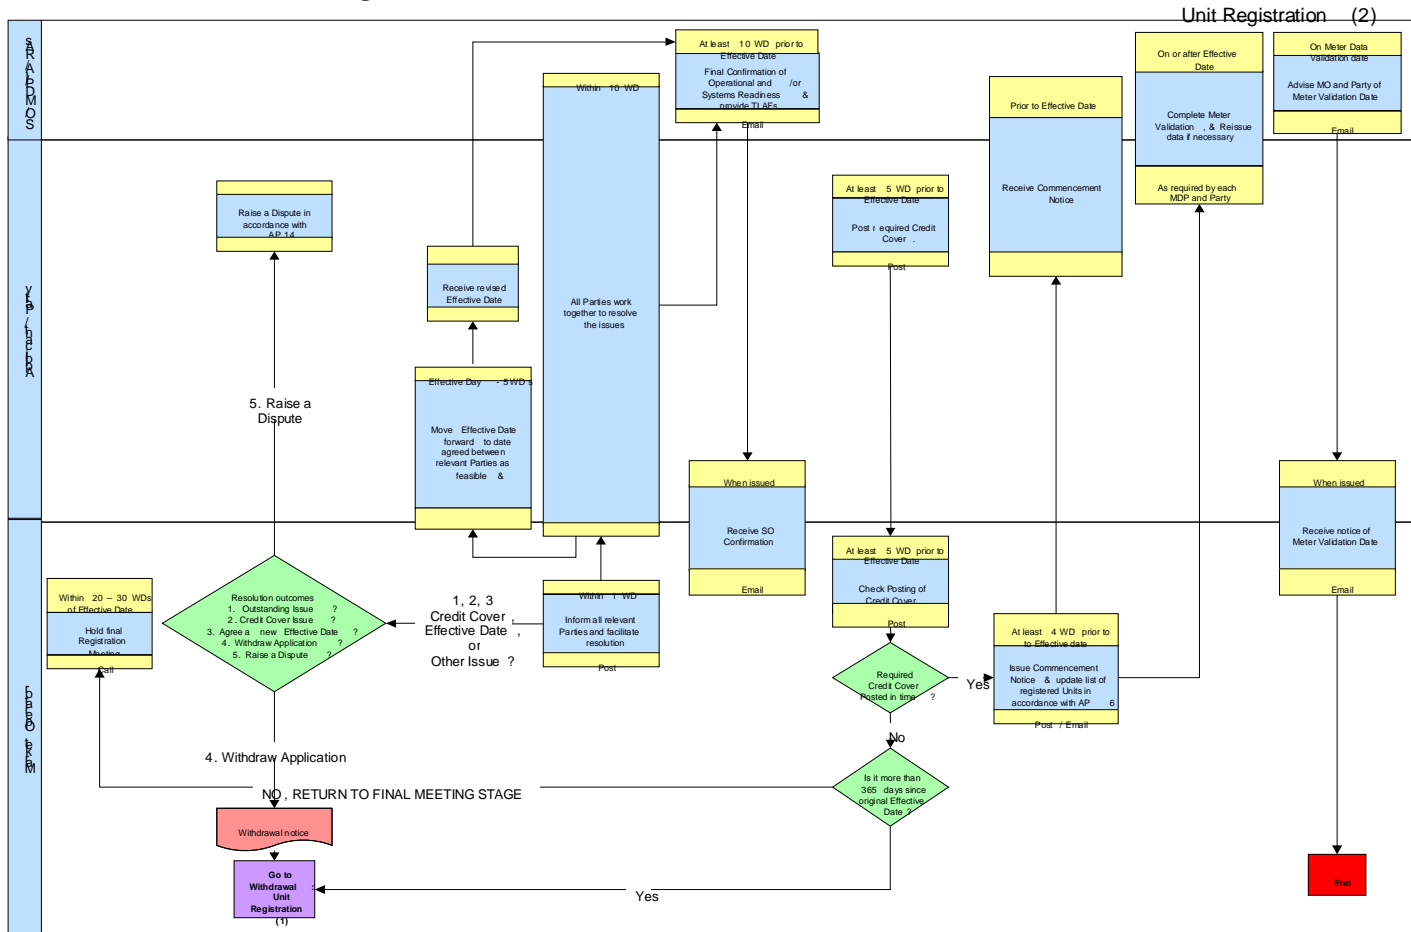 Unit Registration (2)
At least 10 WD prior to
Effective Date
Final Confirmation of
Operational and /or
Systems Readiness &
provide TLAFs
Email
Within 10 WD
All Parties work
together to resolve
the issues
Prior to Effective Date
Receive Commencement
Notice
On or after Effective
Date
Complete Meter
Validation , & Reissue
data if necessary
As required by each
MDP and Party
On Meter Data
Validation date
Advise MO and Party of
Meter Validation Date
Email
Raise a Dispute in
accordance with
AP 14
At least 5 WD prior to
Effective Date
Post required Credit
Cover .
Post
Receive revised
Effective Date
Effective Day - 5WD s
Move Effective Date
forward to date
agreed between
relevant Parties as
feasible &
5. Raise a
Dispute
When issued
Receive SO
Confirmation
Email
When issued
Receive notice of
Meter Validation Date
Email
At least 5 WD prior to
Effective Date
Check Posting of
Credit Cover
Post
Within 20 – 30 WDs
of Effective Date
Hold final
Registration
Meeting
Call
Resolution outcomes
1. Outstanding Issue ?
2. Credit Cover Issue ?
3. Agree a new Effective Date ?
4. Withdraw Application ?
5. Raise a Dispute ?
1, 2, 3
Credit Cover ,
Effective Date ,
or
Other Issue ?
Within 1 WD
Inform all relevant
Parties and facilitate
resolution
Post
Required
Credit Cover
Posted in time ?
Yes
No
At least 4 WD prior to
Effective date
Issue Commencement
Notice & update list of
registered Units in
accordance with AP 6
Post / Email
4. Withdraw Application
NO , RETURN TO FINAL MEETING STAGE
Is it more than
365 days since
original Effective
Date ?
Withdrawal notice
Go to
Withdrawal :
Unit
Registration
(1)
Yes
End